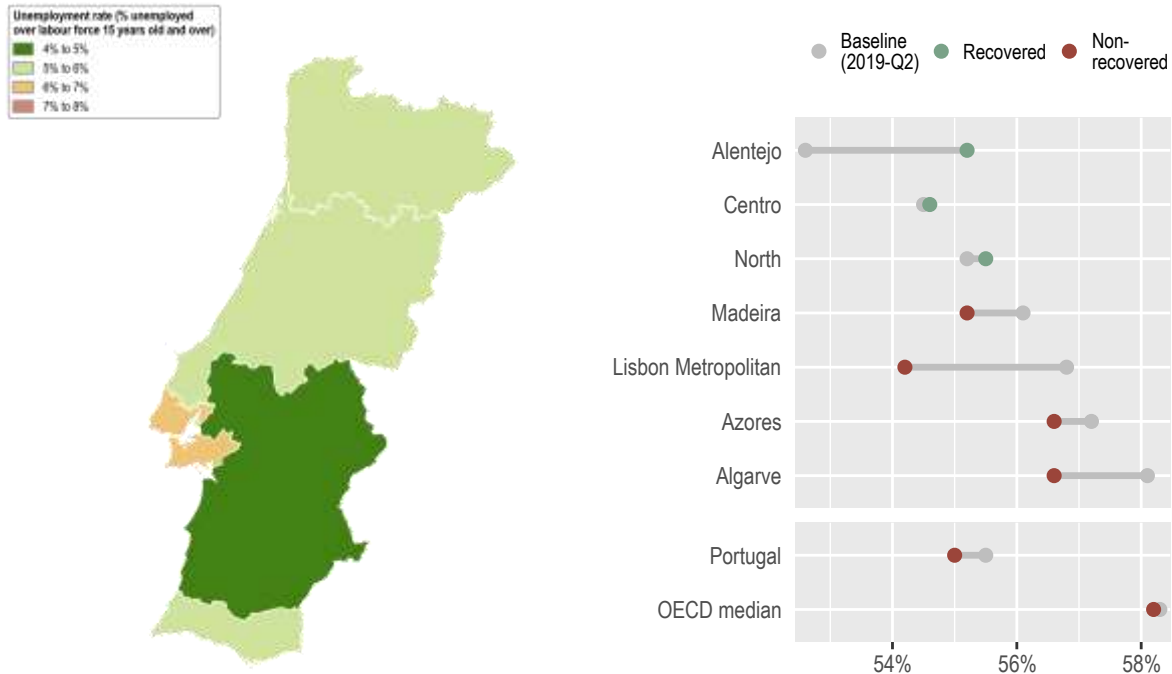 Unemployment rate (% unemployed
over labour force 15 years old and over)
4% to 5%
5% to 6%
6% to 7%
7% to 8%
Baseline
(2019-Q2)
Recovered
Non-
recovered
Alentejo
Centro
North
Madeira
Lisbon Metropolitan
Azores
Algarve
Portugal
OECD median
54%
56%
58%